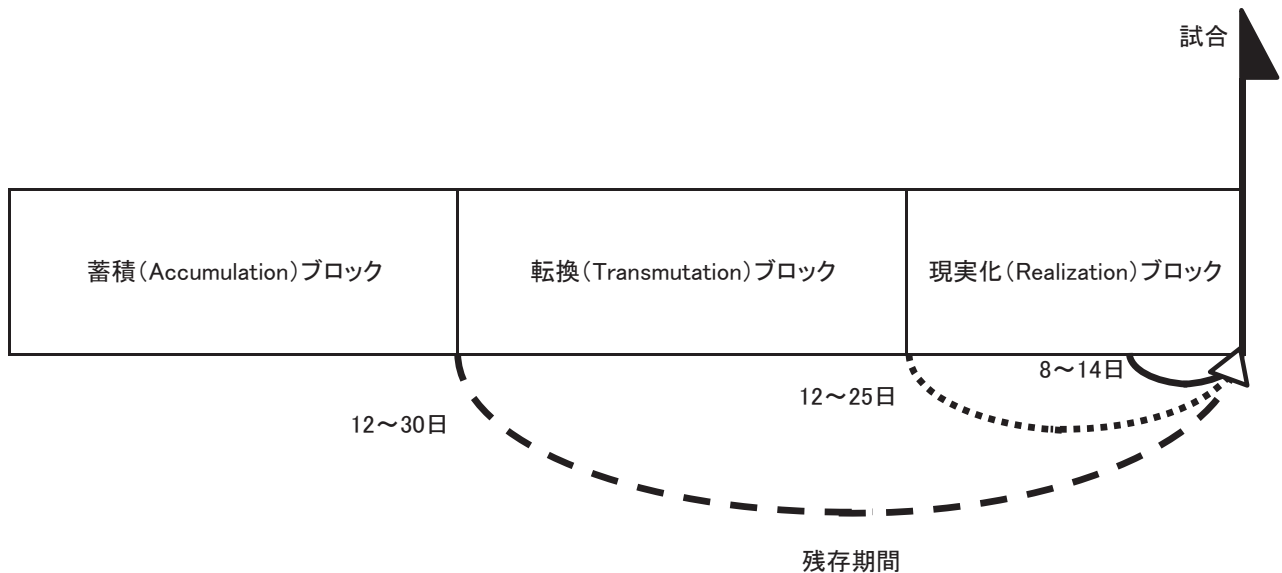 試合
蓄積（Accumulation）ブロック
転換（Transmutation）ブロック
現実化（Realization）ブロック
8〜14日
12〜25日
12〜30日
残存期間